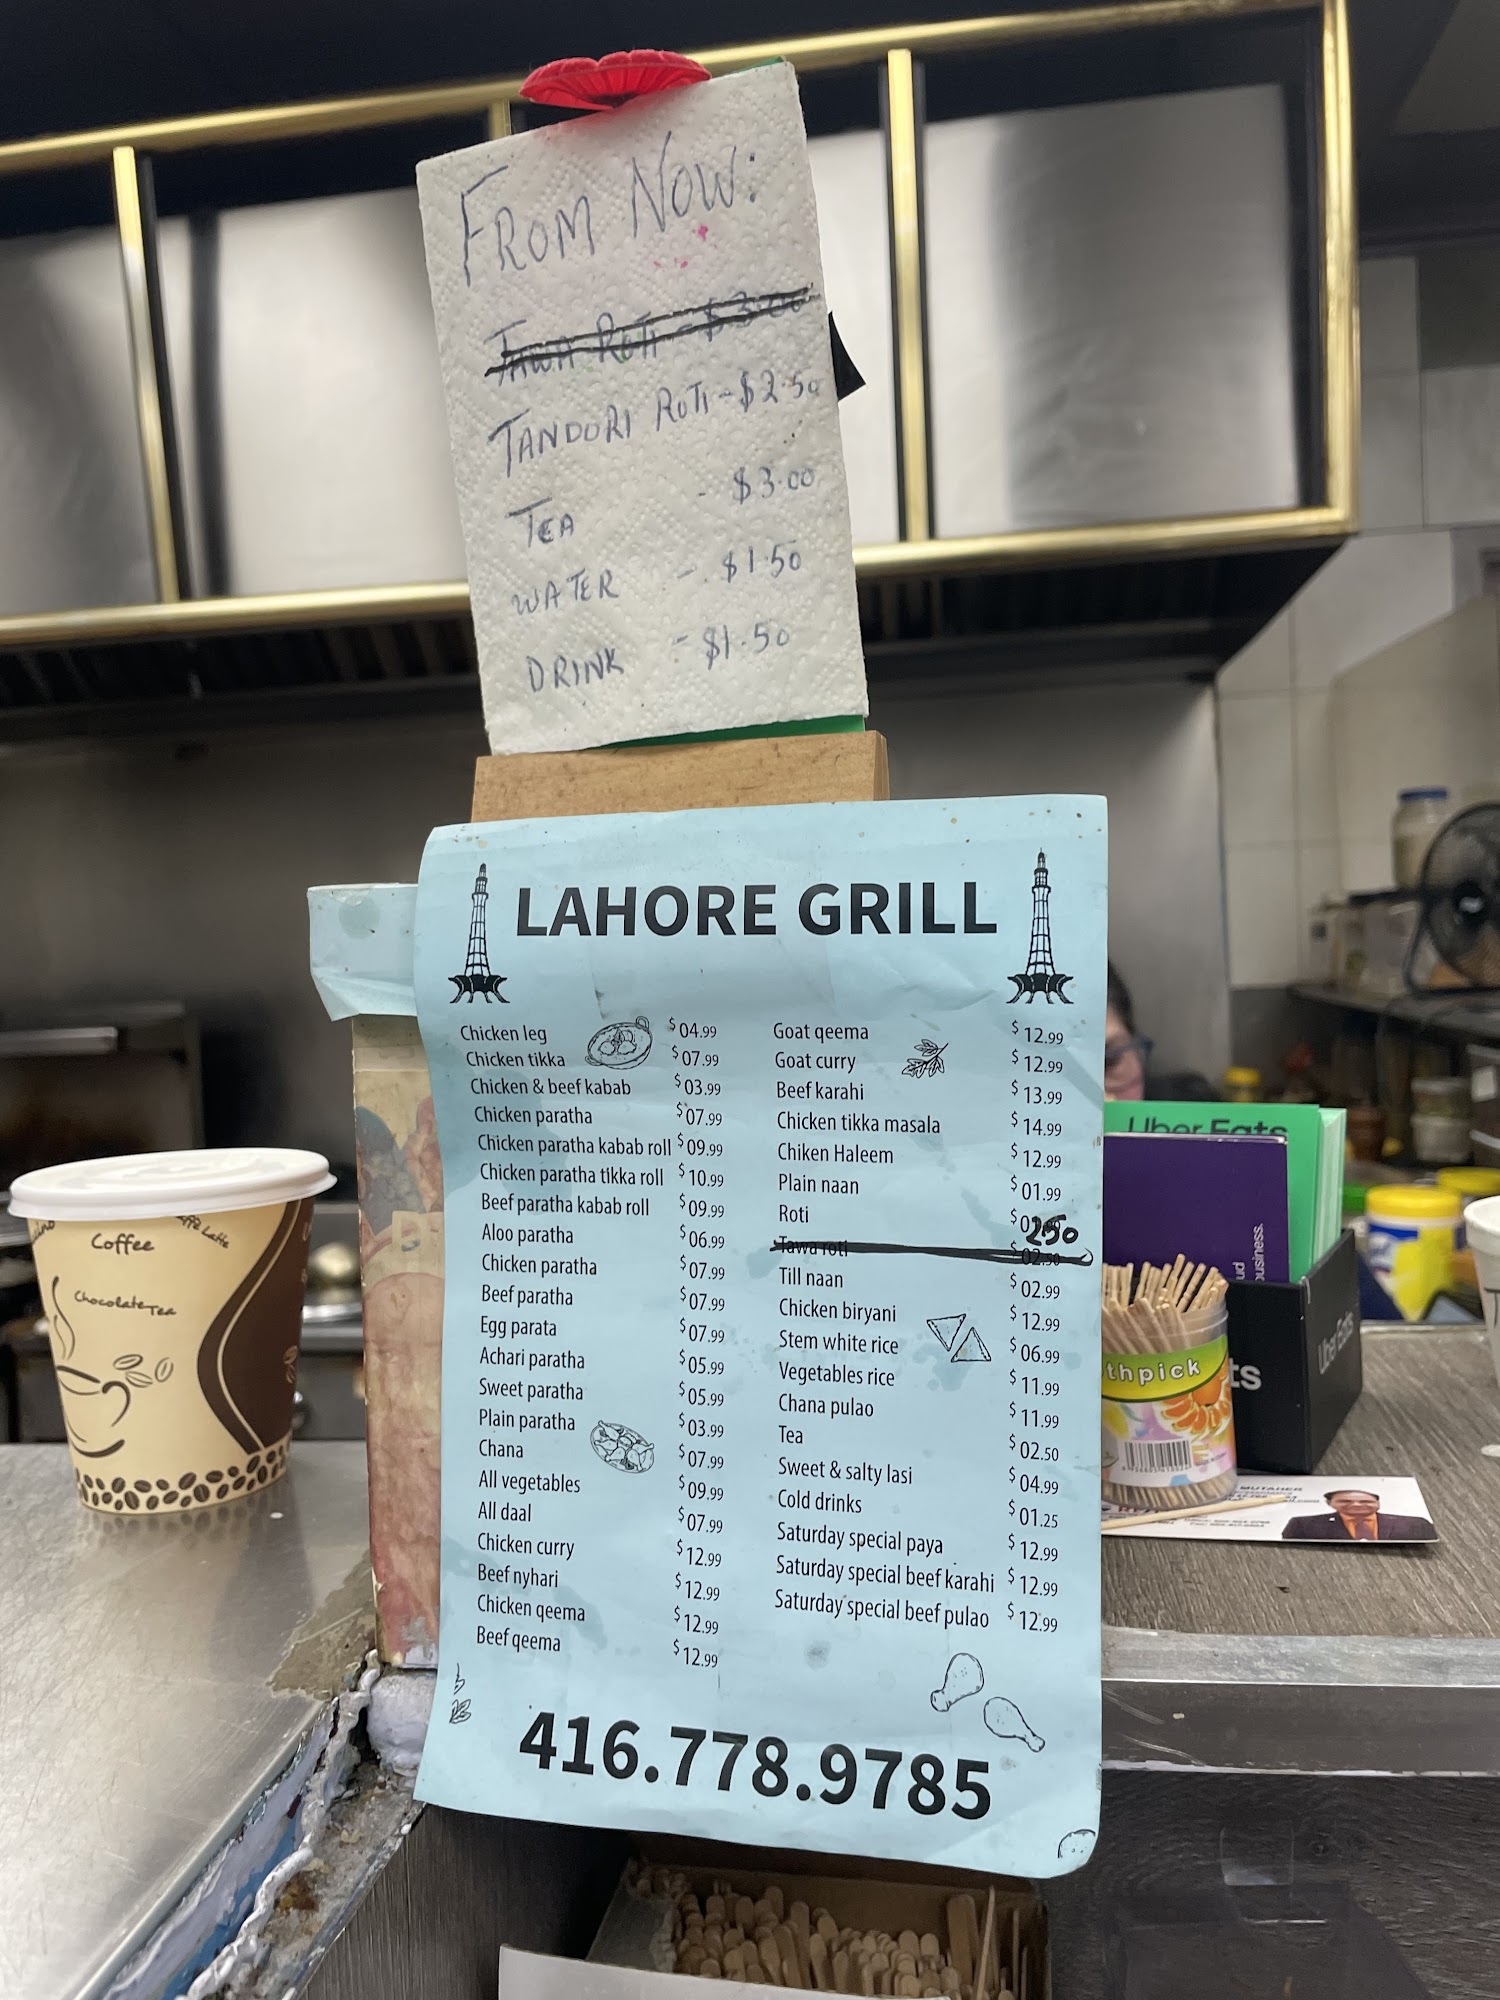 FROM NOW:
TAWA ROTI - $3.00
TANDORI ROTI - $2.50
TEA - $3.00
WATER - $1.50
DRINK - $1.50
LAHORE GRILL
Chicken leg $04.99
Chicken tikka $07.99
Chicken & beef kabab $03.99
Chicken paratha $07.99
Chicken paratha kabab roll $09.99
Chicken paratha tikka roll $10.99
Beef paratha kabab roll $09.99
Aloo paratha $06.99
Chicken paratha $07.99
Beef paratha $07.99
Egg parata $07.99
Achari paratha $05.99
Sweet paratha $05.99
Plain paratha $03.99
Chana $07.99
All vegetables $09.99
All daal $07.99
Chicken curry $12.99
Beef nyhari $12.99
Chicken qeema $12.99
Beef qeema $12.99
Goat qeema $12.99
Goat curry $12.99
Beef karahi $13.99
Chicken tikka masala $14.99
Chiken Haleem $12.99
Plain naan $01.99
Roti 250
Tawa roti $02.50
Till naan $02.99
Chicken biryani $12.99
Stem white rice $06.99
Vegetables rice $11.99
Chana pulao $11.99
Tea $02.50
Sweet & salty lasi $04.99
Cold drinks $01.25
Saturday special paya $12.99
Saturday special beef karahi $12.99
Saturday special beef pulao $12.99
416.778.9785
Coffee
Caffè Latte
Chocolate Tea
Uber Eats
business.
Uber Eats
ts
thpick
MUTAHER